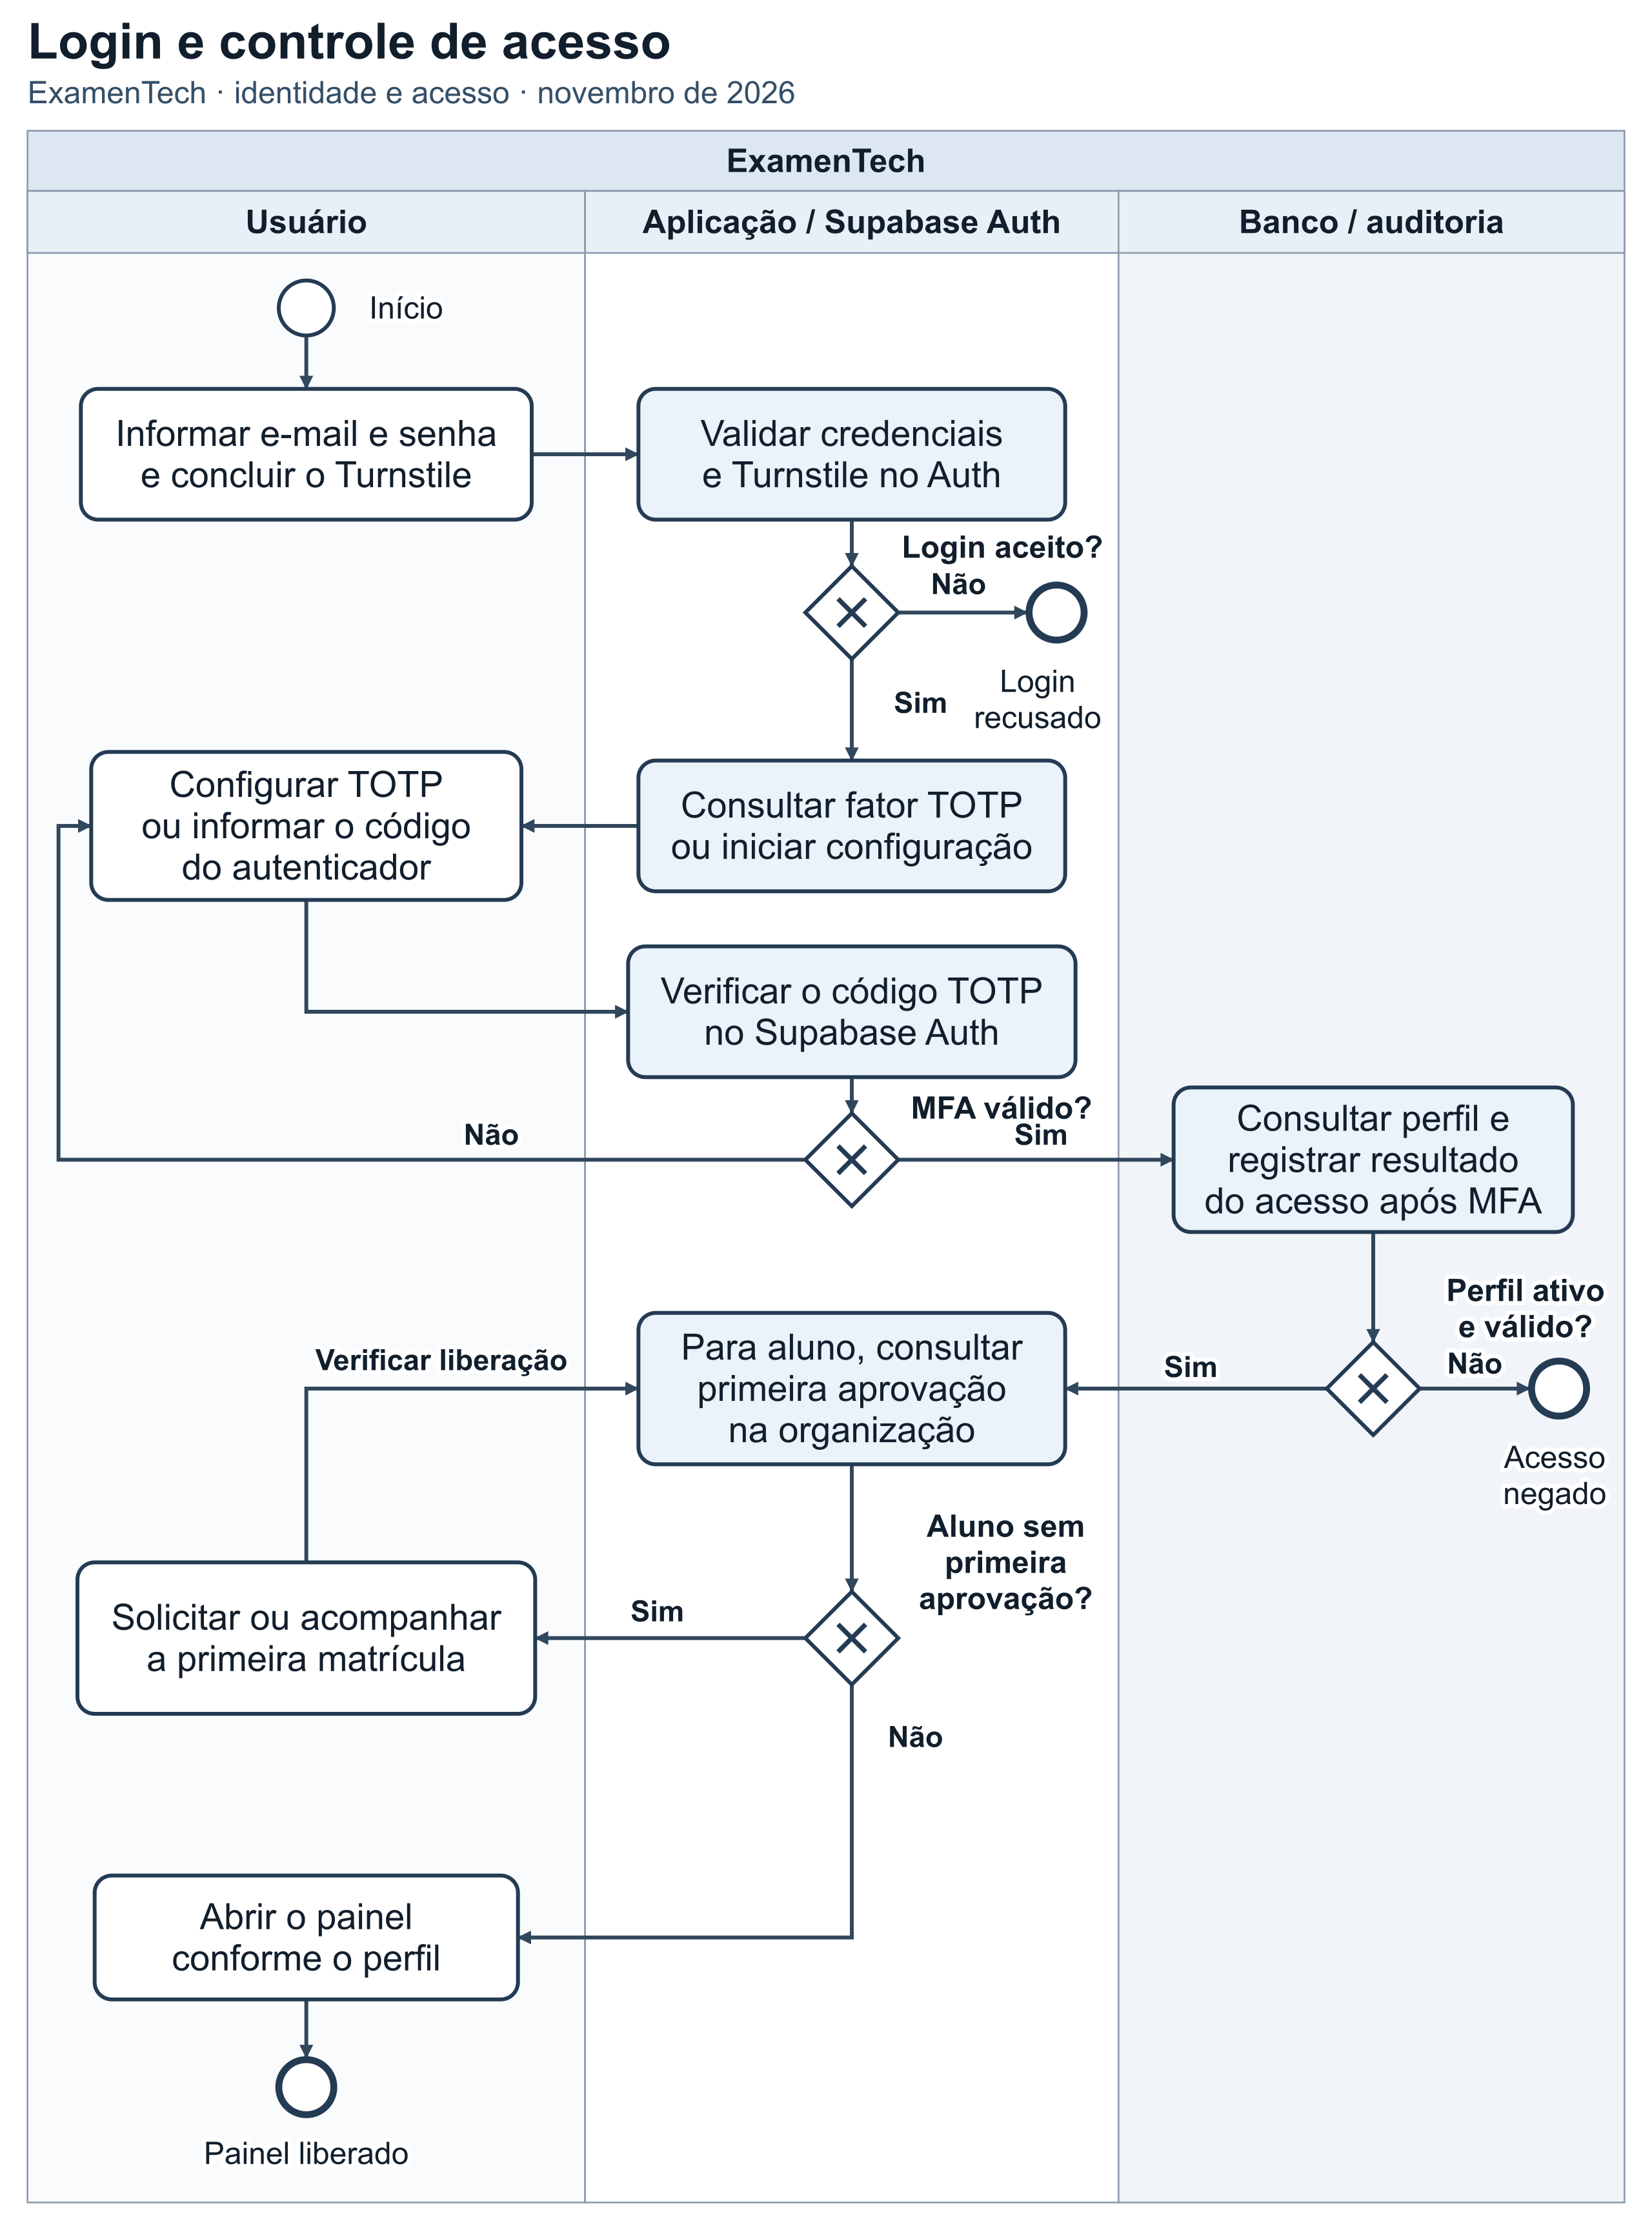 Login e controle de acesso
ExamenTech · identidade e acesso · novembro de 2026
ExamenTech
Usuário
Aplicação / Supabase Auth
Banco / auditoria
Início
Informar e-mail e senha
e concluir o Turnstile
Validar credenciais
e Turnstile no Auth
Login aceito?
Não
Login
recusado
Sim
Configurar TOTP
ou informar o código
do autenticador
Consultar fator TOTP
ou iniciar configuração
Verificar o código TOTP
no Supabase Auth
MFA válido?
Sim
Não
Consultar perfil e
registrar resultado
do acesso após MFA
Perfil ativo
e válido?
Não
Sim
Acesso
negado
Verificar liberação
Para aluno, consultar
primeira aprovação
na organização
Aluno sem
primeira
aprovação?
Sim
Solicitar ou acompanhar
a primeira matrícula
Não
Abrir o painel
conforme o perfil
Painel liberado